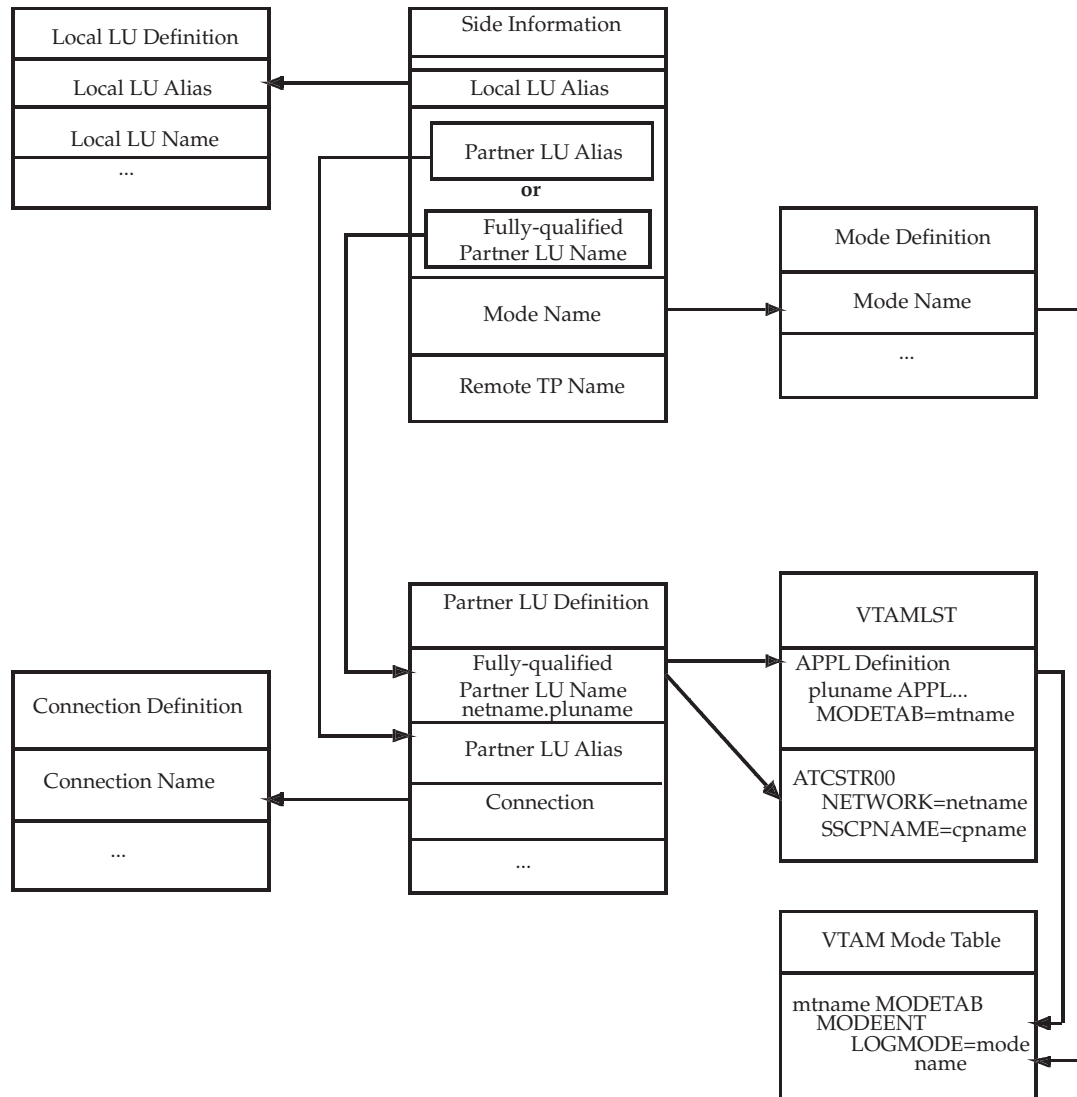 Local LU Definition
Local LU Alias
Local LU Name
...
Side Information
Local LU Alias
Partner LU Alias
or
Fully-qualified
Partner LU Name
Mode Name
Remote TP Name
Mode Definition
Mode Name
...
Connection Definition
Connection Name
...
Partner LU Definition
Fully-qualified
Partner LU Name
netname.pluname
Partner LU Alias
Connection
...
VTAMLST
APPL Definition
pluname APPL...
MODETAB=mtname
ATCSTR00
NETWORK=netname
SSCPNAME=cpname
VTAM Mode Table
mtname MODETAB
MODEENT
LOGMODE=mode
name